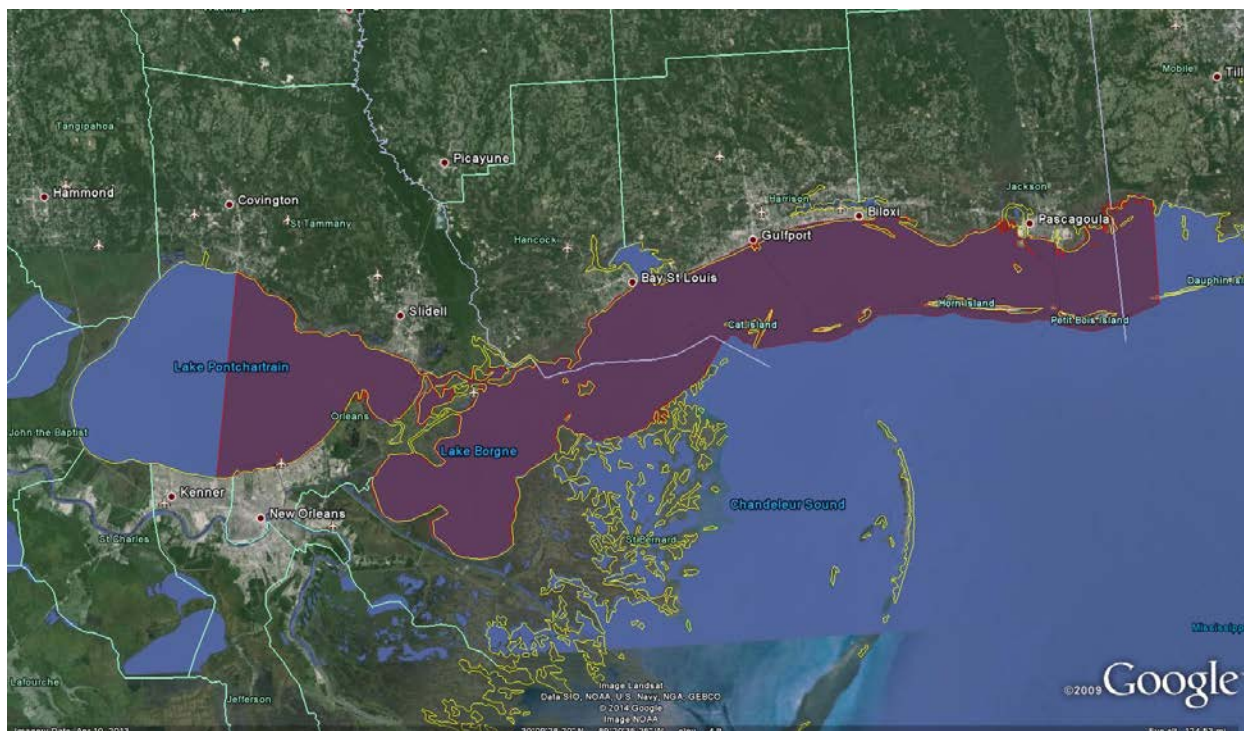 Mobile
Till
Tangipahoa
Picayune
Hammond
Covington
St Tammany
Jackson
Harrison
Biloxi
Pascagoula
Hancock
Gulfport
Bay St Louis
Dauphin Isl
Slidell
Horn Island
Cat Island
Petit Bois Island
Lake Pontchartrain
Orleans
John the Baptist
Lake Borgne
Kenner
New Orleans
Chandeleur Sound
St Charles
St Bernard
Mississipp
Lafourche
Jefferson
Image Landsat
Data SIO, NOAA, U.S. Navy, NGA, GEBCO
© 2014 Google
Image NOAA
©2009 Google